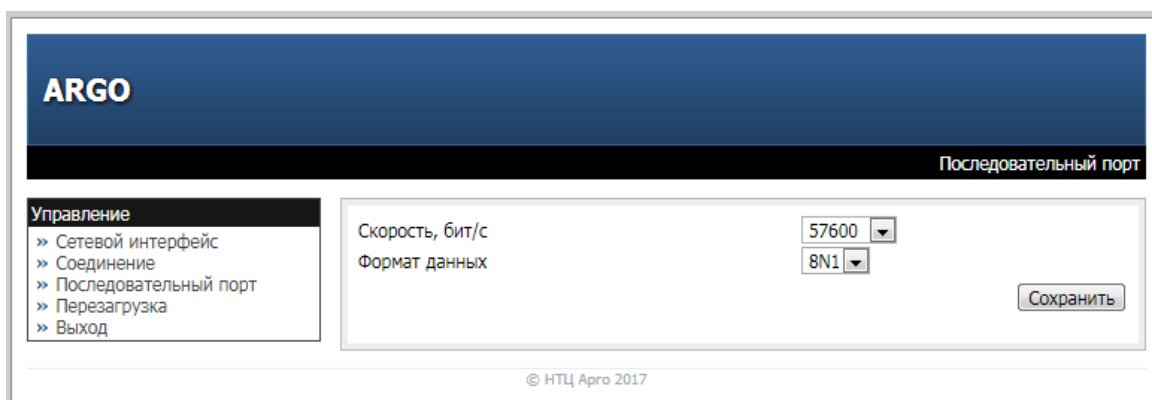 ARGO
Последовательный порт
Управление
» Сетевой интерфейс
» Соединение
» Последовательный порт
» Перезагрузка
» Выход
Скорость, бит/с 57600
Формат данных 8N1
Сохранить
© НТЦ Арго 2017